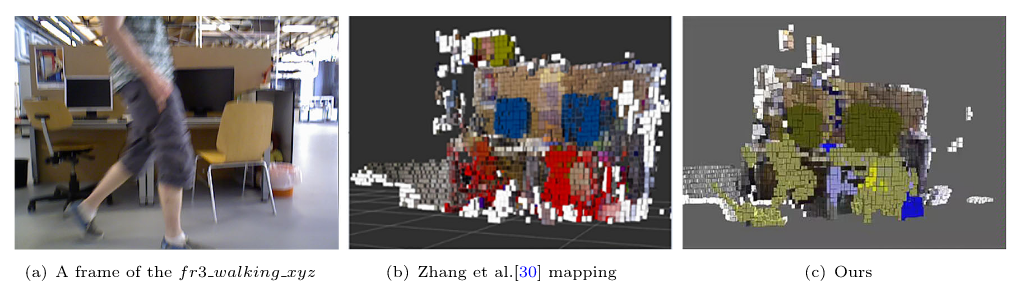 (a) A frame of the fr3_walking_xyz
(b) Zhang et al.[30] mapping
(c) Ours